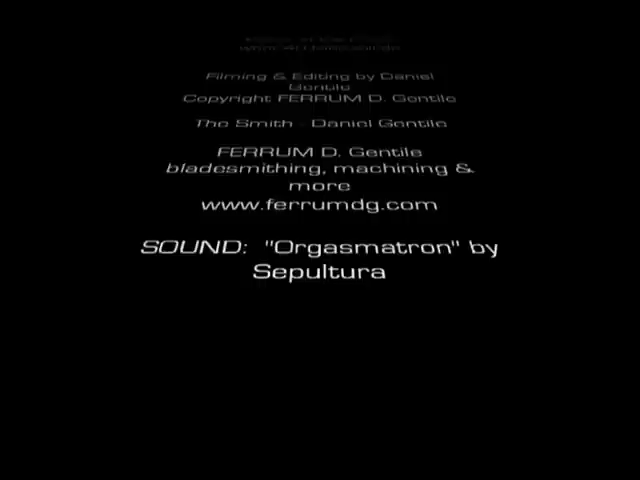 Filming & Editing by Daniel
Gentile
Copyright FERRUM D. Gentile
The Smith - Daniel Gentile
FERRUM D. Gentile
bladesmithing, machining &
more
www.ferrumdg.com
SOUND: "Orgasmatron" by
Sepultura